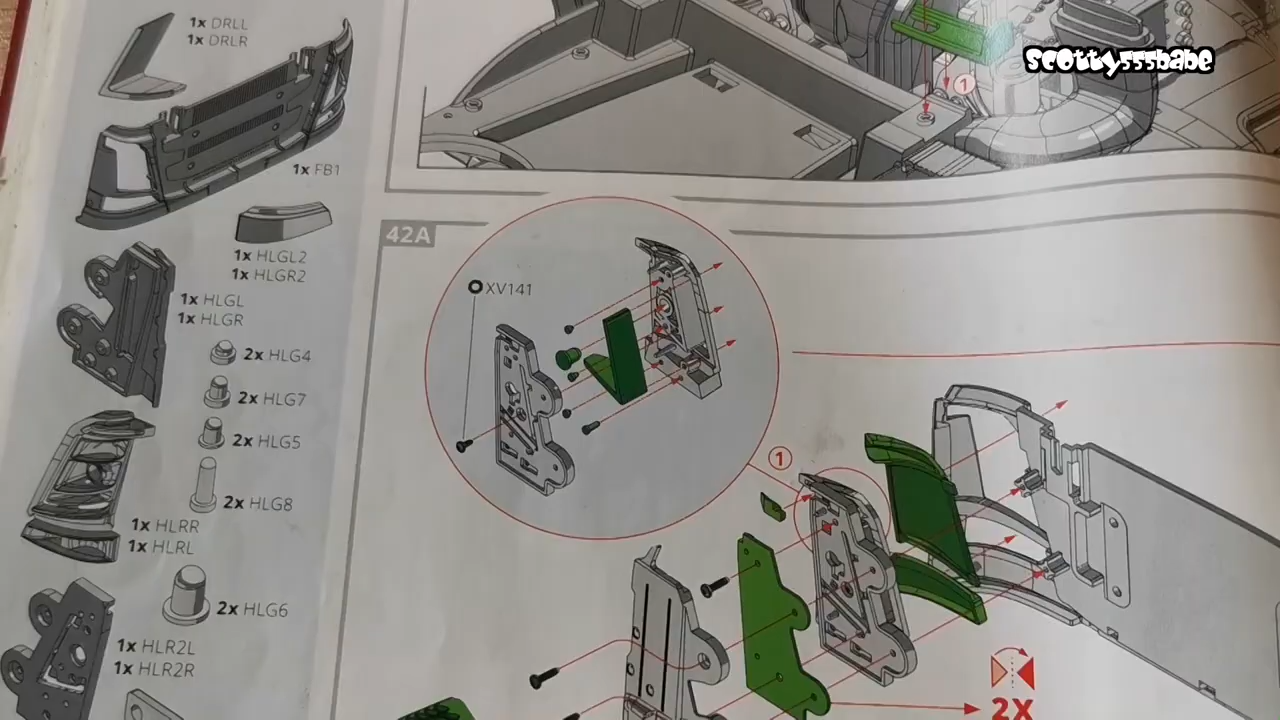 1x DRLL
1x DRLR
1x FB1
1x HLGL2
1x HLGR2
1x HLGL
1x HLGR
2x HLG4
2x HLG7
2x HLG5
2x HLG8
1x HLRR
1x HLRL
2x HLG6
1x HLR2L
1x HLR2R
scottysssbabe
1
42A
XV141
1
2X